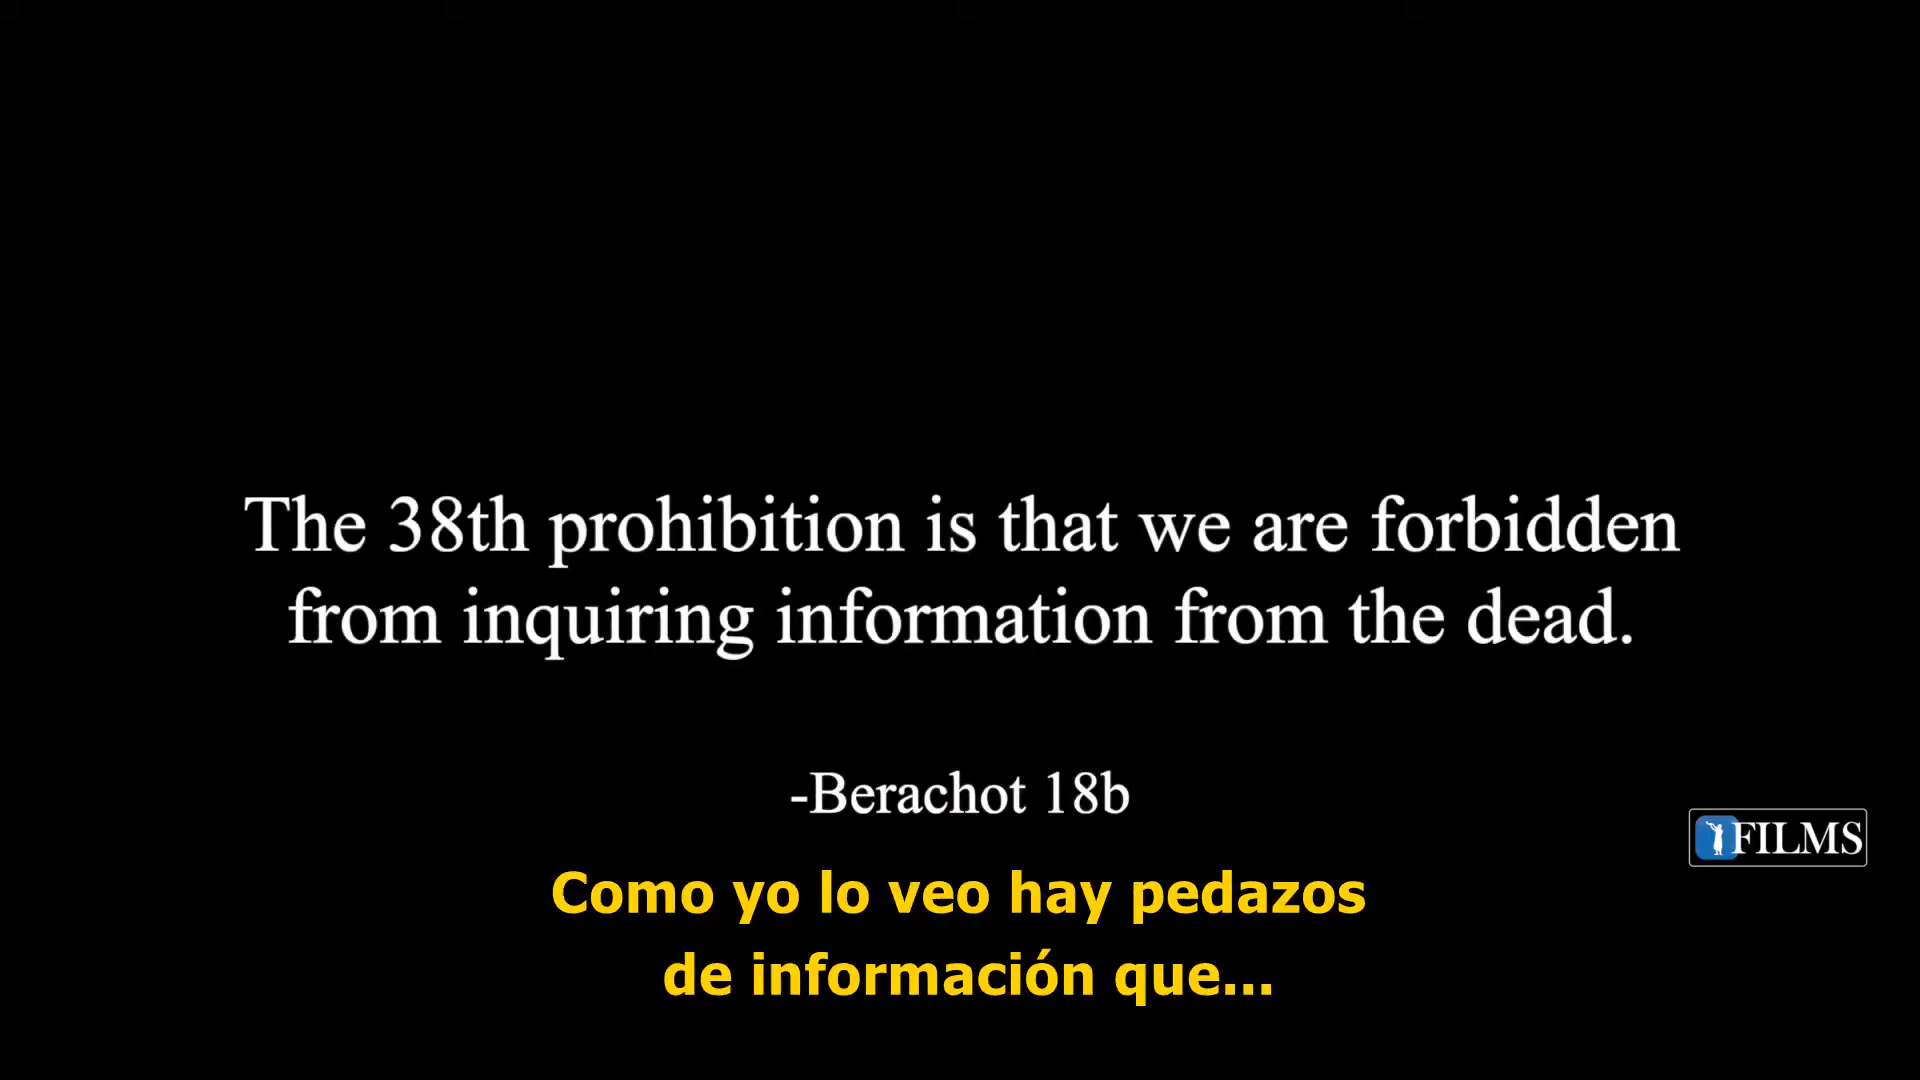 The 38th prohibition is that we are forbidden
from inquiring information from the dead.
-Berachot 18b
FILMS
Como yo lo veo hay pedazos
de información que...